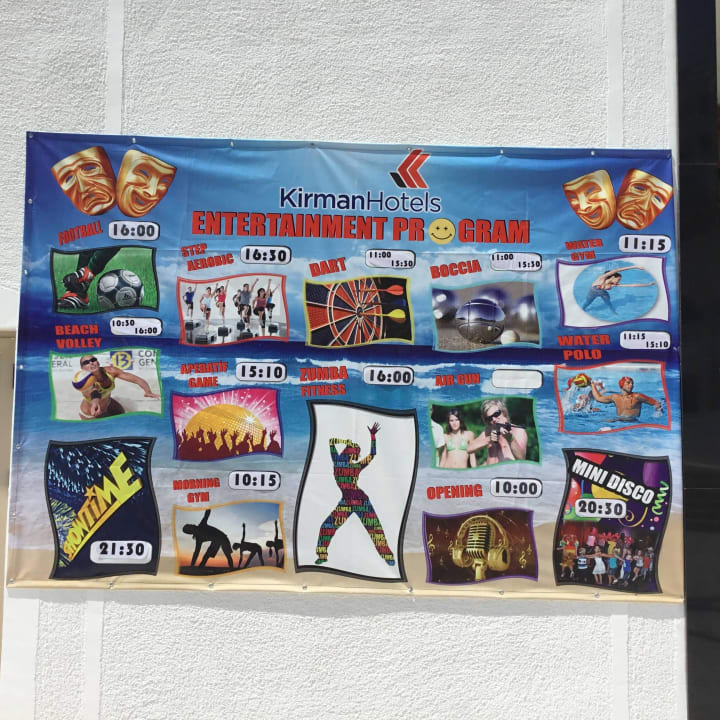 KirmanHotels
ENTERTAINMENT PROGRAM
FOOTBALL 16:00
STEP
AEROBIC 16:30
DART 11:00
15:30
BOCCIA 11:00
15:30
WATER
GYM 11:15
BEACH
VOLLEY 10:30
16:00
APERATIF
GAME 15:10
ZUMBA
FITNESS 16:00
AIR GUN
WATER
POLO 11:15
15:10
SHOWTIME
21:30
MORNING
GYM 10:15
OPENING 10:00
MINI DISCO
20:30